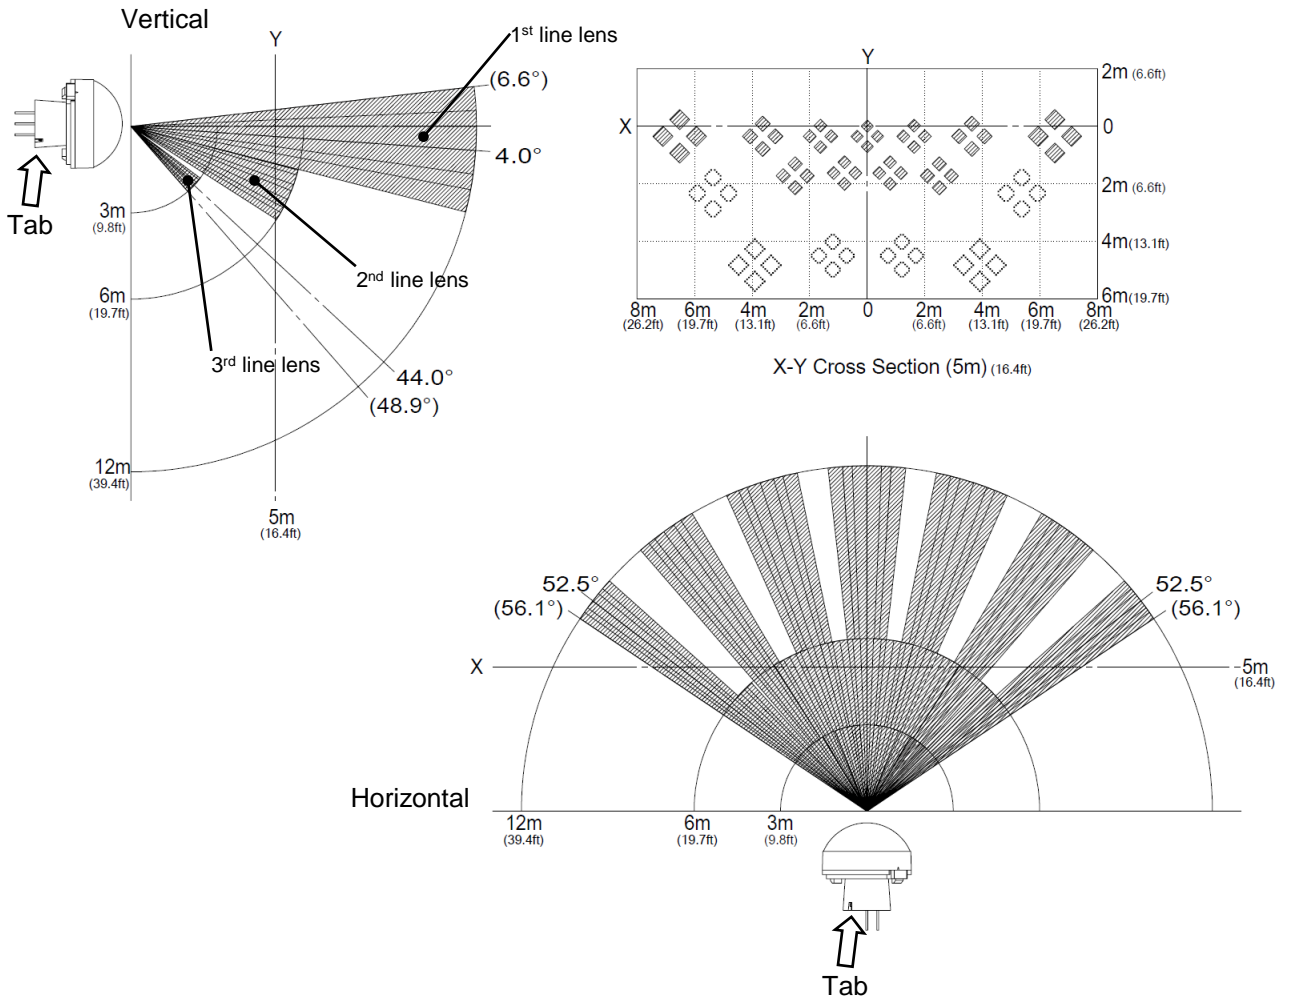 Vertical
Y
1st line lens
(6.6°)
4.0°
Tab
3m
(9.8ft)
2nd line lens
6m
(19.7ft)
3rd line lens
44.0°
(48.9°)
12m
(39.4ft)
5m
(16.4ft)
Y
2m (6.6ft)
X
0
2m (6.6ft)
4m (13.1ft)
6m (19.7ft)
8m 6m 4m 2m 0 2m 4m 6m 8m
(26.2ft) (19.7ft) (13.1ft) (6.6ft) (6.6ft) (13.1ft) (19.7ft) (26.2ft)
X-Y Cross Section (5m) (16.4ft)
52.5°
(56.1°)
52.5°
(56.1°)
X
5m
(16.4ft)
Horizontal
12m 6m 3m
(39.4ft) (19.7ft) (9.8ft)
Tab